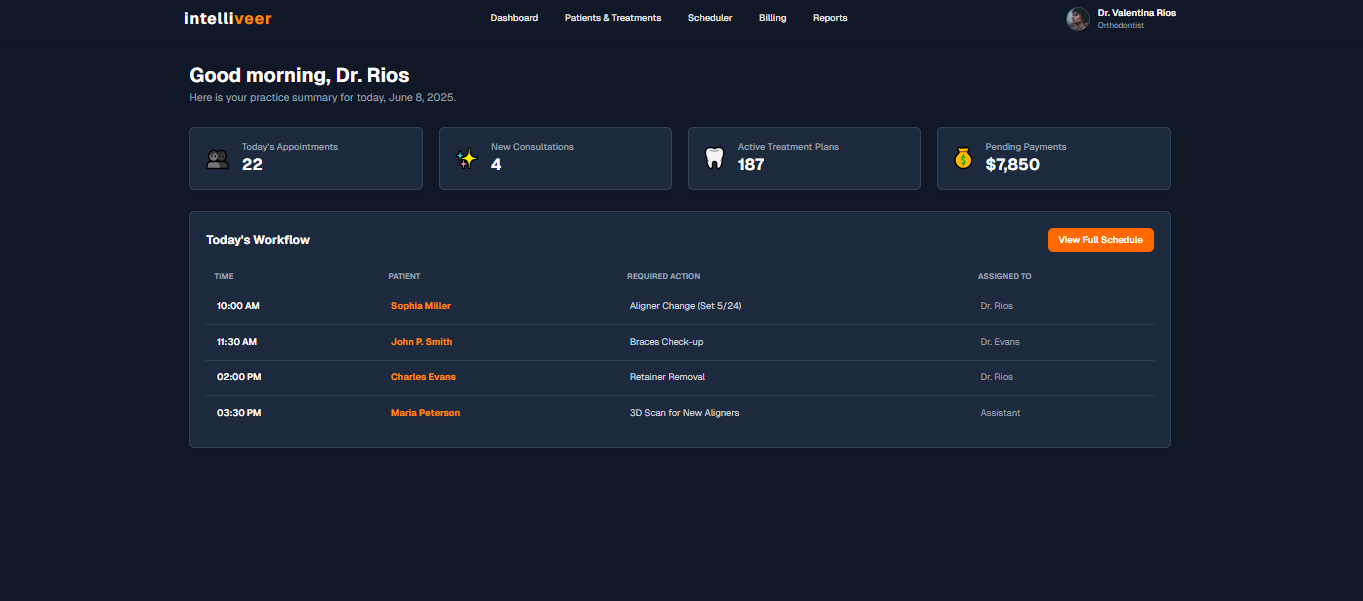 intelliveer
Dashboard
Patients & Treatments
Scheduler
Billing
Reports
Dr. Valentina Rios
Orthodontist
Good morning, Dr. Rios
Here is your practice summary for today, June 8, 2025.
Today's Appointments
22
New Consultations
4
Active Treatment Plans
187
Pending Payments
$7,850
Today's Workflow
View Full Schedule
TIME PATIENT REQUIRED ACTION ASSIGNED TO
10:00 AM Sophia Miller Aligner Change (Set 5/24) Dr. Rios
11:30 AM John P. Smith Braces Check-up Dr. Evans
02:00 PM Charles Evans Retainer Removal Dr. Rios
03:30 PM Maria Peterson 3D Scan for New Aligners Assistant